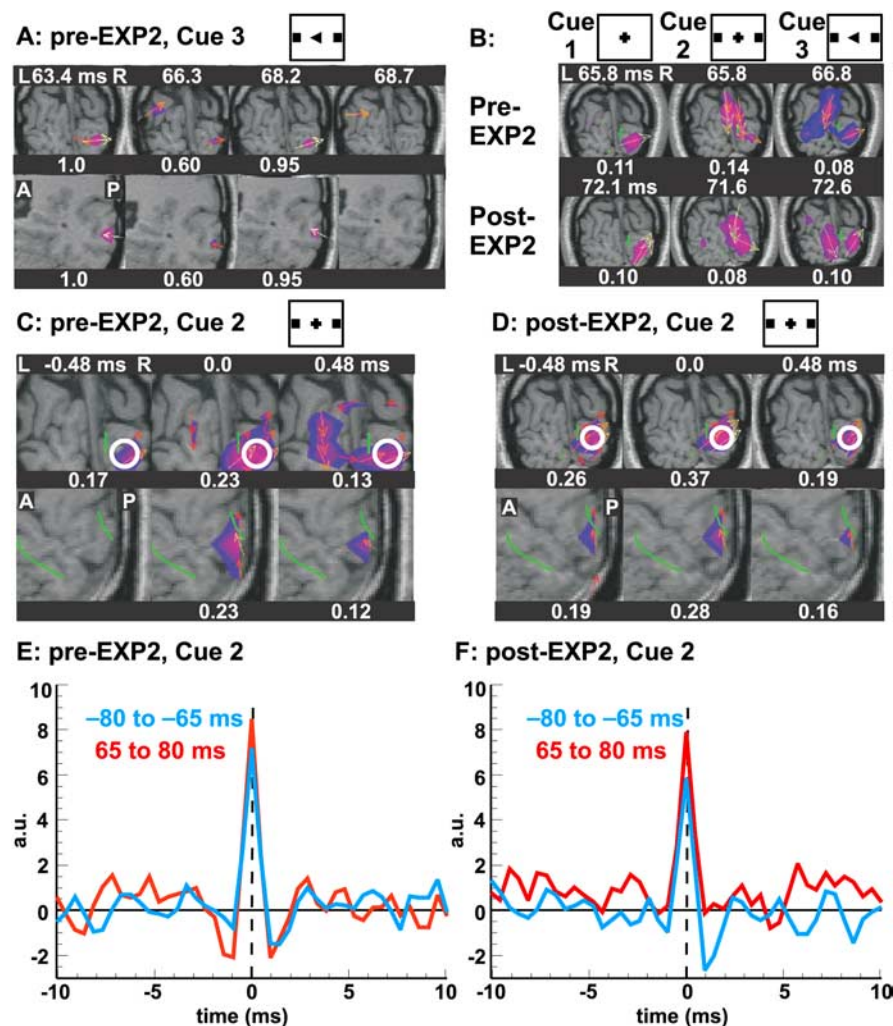 A: pre-EXP2, Cue 3
L 63.4 ms R 66.3 68.2 68.7
1.0 0.60 0.95
A P
1.0 0.60 0.95
B: Cue 1 Cue 2 Cue 3
L 65.8 ms R 65.8 66.8
Pre-
EXP2
0.11 0.14 0.08
72.1 ms 71.6 72.6
Post-
EXP2
0.10 0.08 0.10
C: pre-EXP2, Cue 2
L -0.48 ms R 0.0 0.48 ms
0.17 0.23 0.13
A P
0.23 0.12
D: post-EXP2, Cue 2
L -0.48 ms R 0.0 0.48 ms
0.26 0.37 0.19
A P
0.19 0.28 0.16
E: pre-EXP2, Cue 2
–80 to –65 ms
65 to 80 ms
a.u.
10
8
6
4
2
0
-2
-10 -5 0 5 10
time (ms)
F: post-EXP2, Cue 2
–80 to –65 ms
65 to 80 ms
a.u.
10
8
6
4
2
0
-2
-10 -5 0 5 10
time (ms)